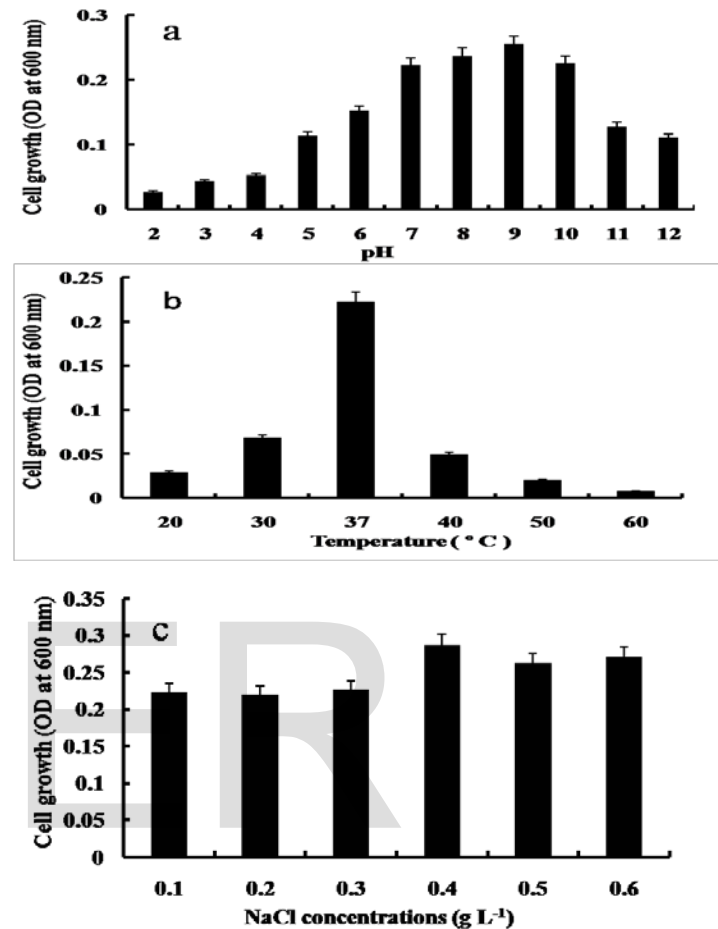 Cell growth (OD at 600 nm)
a
0.3
0.2
0.1
0
2 3 4 5 6 7 8 9 10 11 12
pH
Cell growth (OD at 600 nm)
b
0.25
0.2
0.15
0.1
0.05
0
20 30 37 40 50 60
Temperature ( ° C )
Cell growth (OD at 600 nm)
c
0.35
0.3
0.25
0.2
0.15
0.1
0.05
0
0.1 0.2 0.3 0.4 0.5 0.6
NaCl concentrations (g L-1)
ER